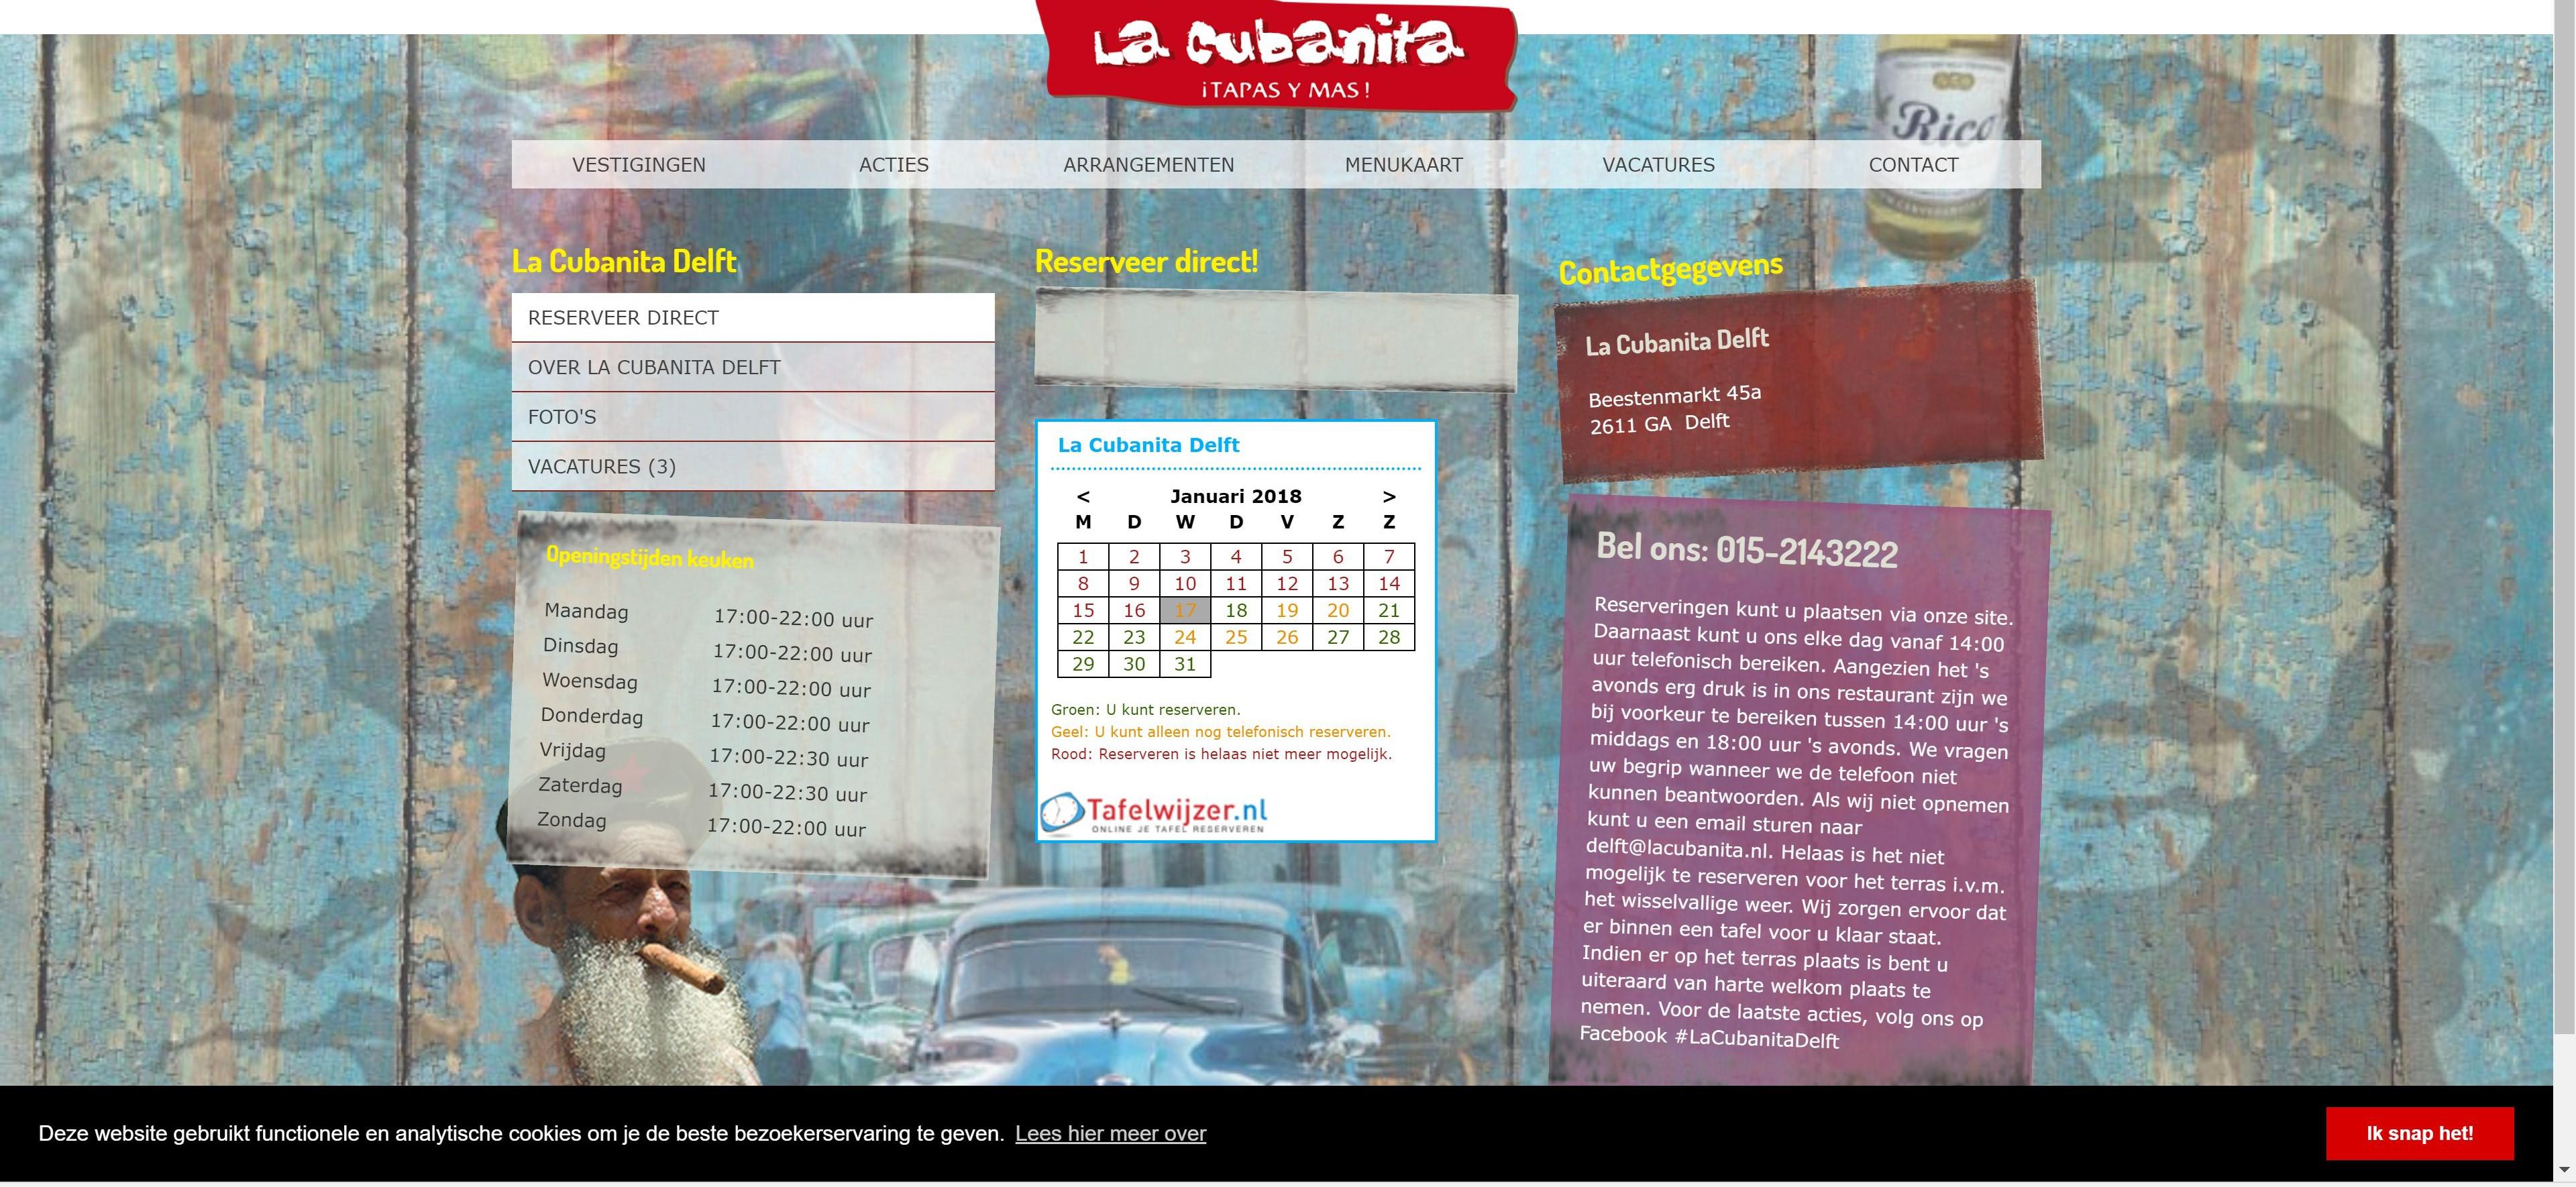 La Cubanita
¡TAPAS Y MAS!
VESTIGINGEN ACTIES ARRANGEMENTEN MENUKAART VACATURES CONTACT
La Cubanita Delft
RESERVEER DIRECT
OVER LA CUBANITA DELFT
FOTO'S
VACATURES (3)
Openingstijden keuken
Maandag 17:00-22:00 uur
Dinsdag 17:00-22:00 uur
Woensdag 17:00-22:00 uur
Donderdag 17:00-22:00 uur
Vrijdag 17:00-22:30 uur
Zaterdag 17:00-22:30 uur
Zondag 17:00-22:00 uur
Reserveer direct!
La Cubanita Delft
< Januari 2018 >
M D W D V Z Z
1 2 3 4 5 6 7
8 9 10 11 12 13 14
15 16 17 18 19 20 21
22 23 24 25 26 27 28
29 30 31
Groen: U kunt reserveren.
Geel: U kunt alleen nog telefonisch reserveren.
Rood: Reserveren is helaas niet meer mogelijk.
Tafelwijzer.nl
ONLINE JE TAFEL RESERVEREN
Rico
Contactgegevens
La Cubanita Delft
Beestenmarkt 45a
2611 GA Delft
Bel ons: 015-2143222
Reserveringen kunt u plaatsen via onze site.
Daarnaast kunt u ons elke dag vanaf 14:00
uur telefonisch bereiken. Aangezien het 's
avonds erg druk is in ons restaurant zijn we
bij voorkeur te bereiken tussen 14:00 uur 's
middags en 18:00 uur 's avonds. We vragen
uw begrip wanneer we de telefoon niet
kunnen beantwoorden. Als wij niet opnemen
kunt u een email sturen naar
delft@lacubanita.nl. Helaas is het niet
mogelijk te reserveren voor het terras i.v.m.
het wisselvallige weer. Wij zorgen ervoor dat
er binnen een tafel voor u klaar staat.
Indien er op het terras plaats is bent u
uiteraard van harte welkom plaats te
nemen. Voor de laatste acties, volg ons op
Facebook #LaCubanitaDelft
Deze website gebruikt functionele en analytische cookies om je de beste bezoekerservaring te geven. Lees hier meer over
Ik snap het!